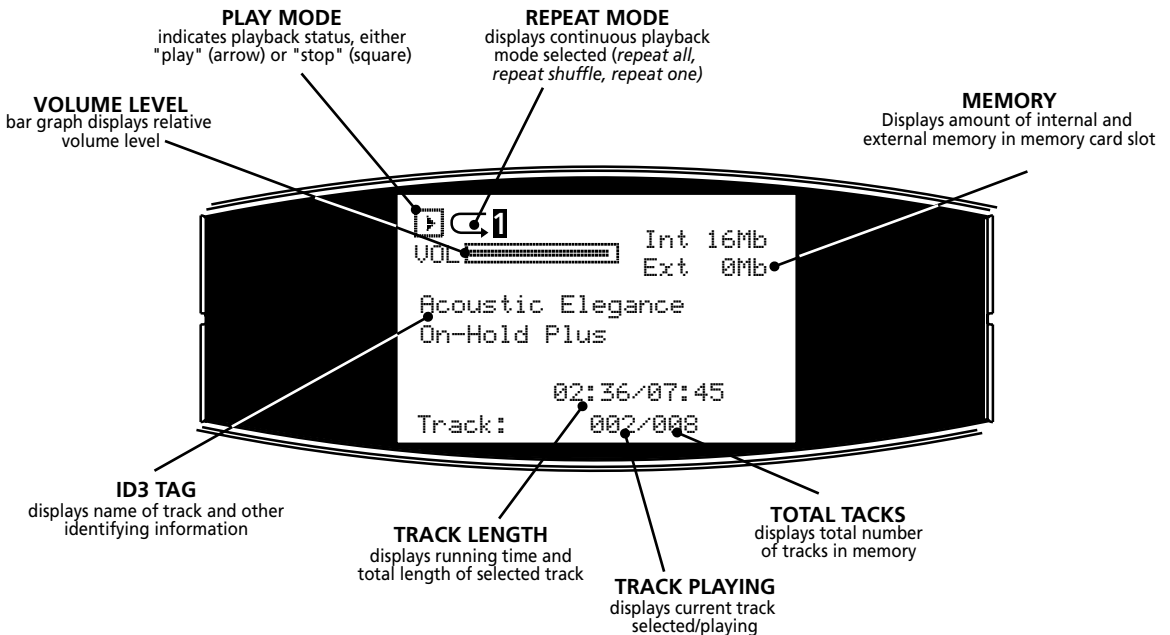 PLAY MODE
indicates playback status, either
"play" (arrow) or "stop" (square)
REPEAT MODE
displays continuous playback
mode selected (repeat all,
repeat shuffle, repeat one)
VOLUME LEVEL
bar graph displays relative
volume level
MEMORY
Displays amount of internal and
external memory in memory card slot
1
VOL
Int 16Mb
Ext 0Mb
Acoustic Elegance
On-Hold Plus
02:36/07:45
Track: 002/008
ID3 TAG
displays name of track and other
identifying information
TRACK LENGTH
displays running time and
total length of selected track
TRACK PLAYING
displays current track
selected/playing
TOTAL TACKS
displays total number
of tracks in memory